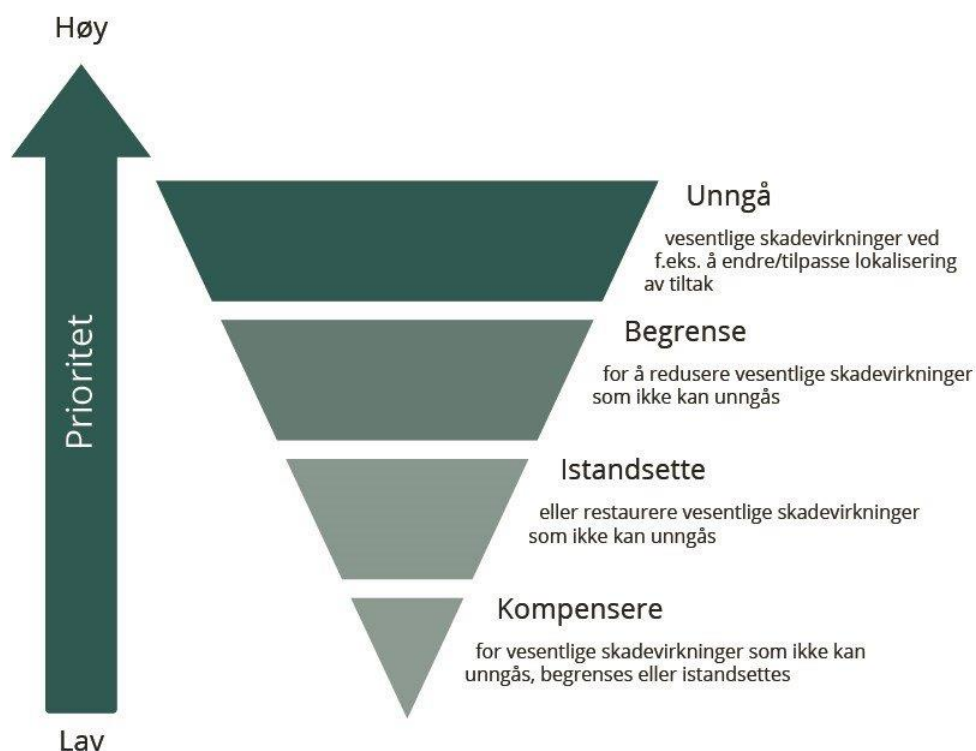 Høy
Prioritet
Unngå
vesentlige skadevirkninger ved
f.eks. å endre/tilpasse lokalisering
av tiltak
Begrense
for å redusere vesentlige skadevirkninger
som ikke kan unngås
Istandsette
eller restaurere vesentlige skadevirkninger
som ikke kan unngås
Kompensere
for vesentlige skadevirkninger som ikke kan
unngås, begrenses eller istandsettes
Lav